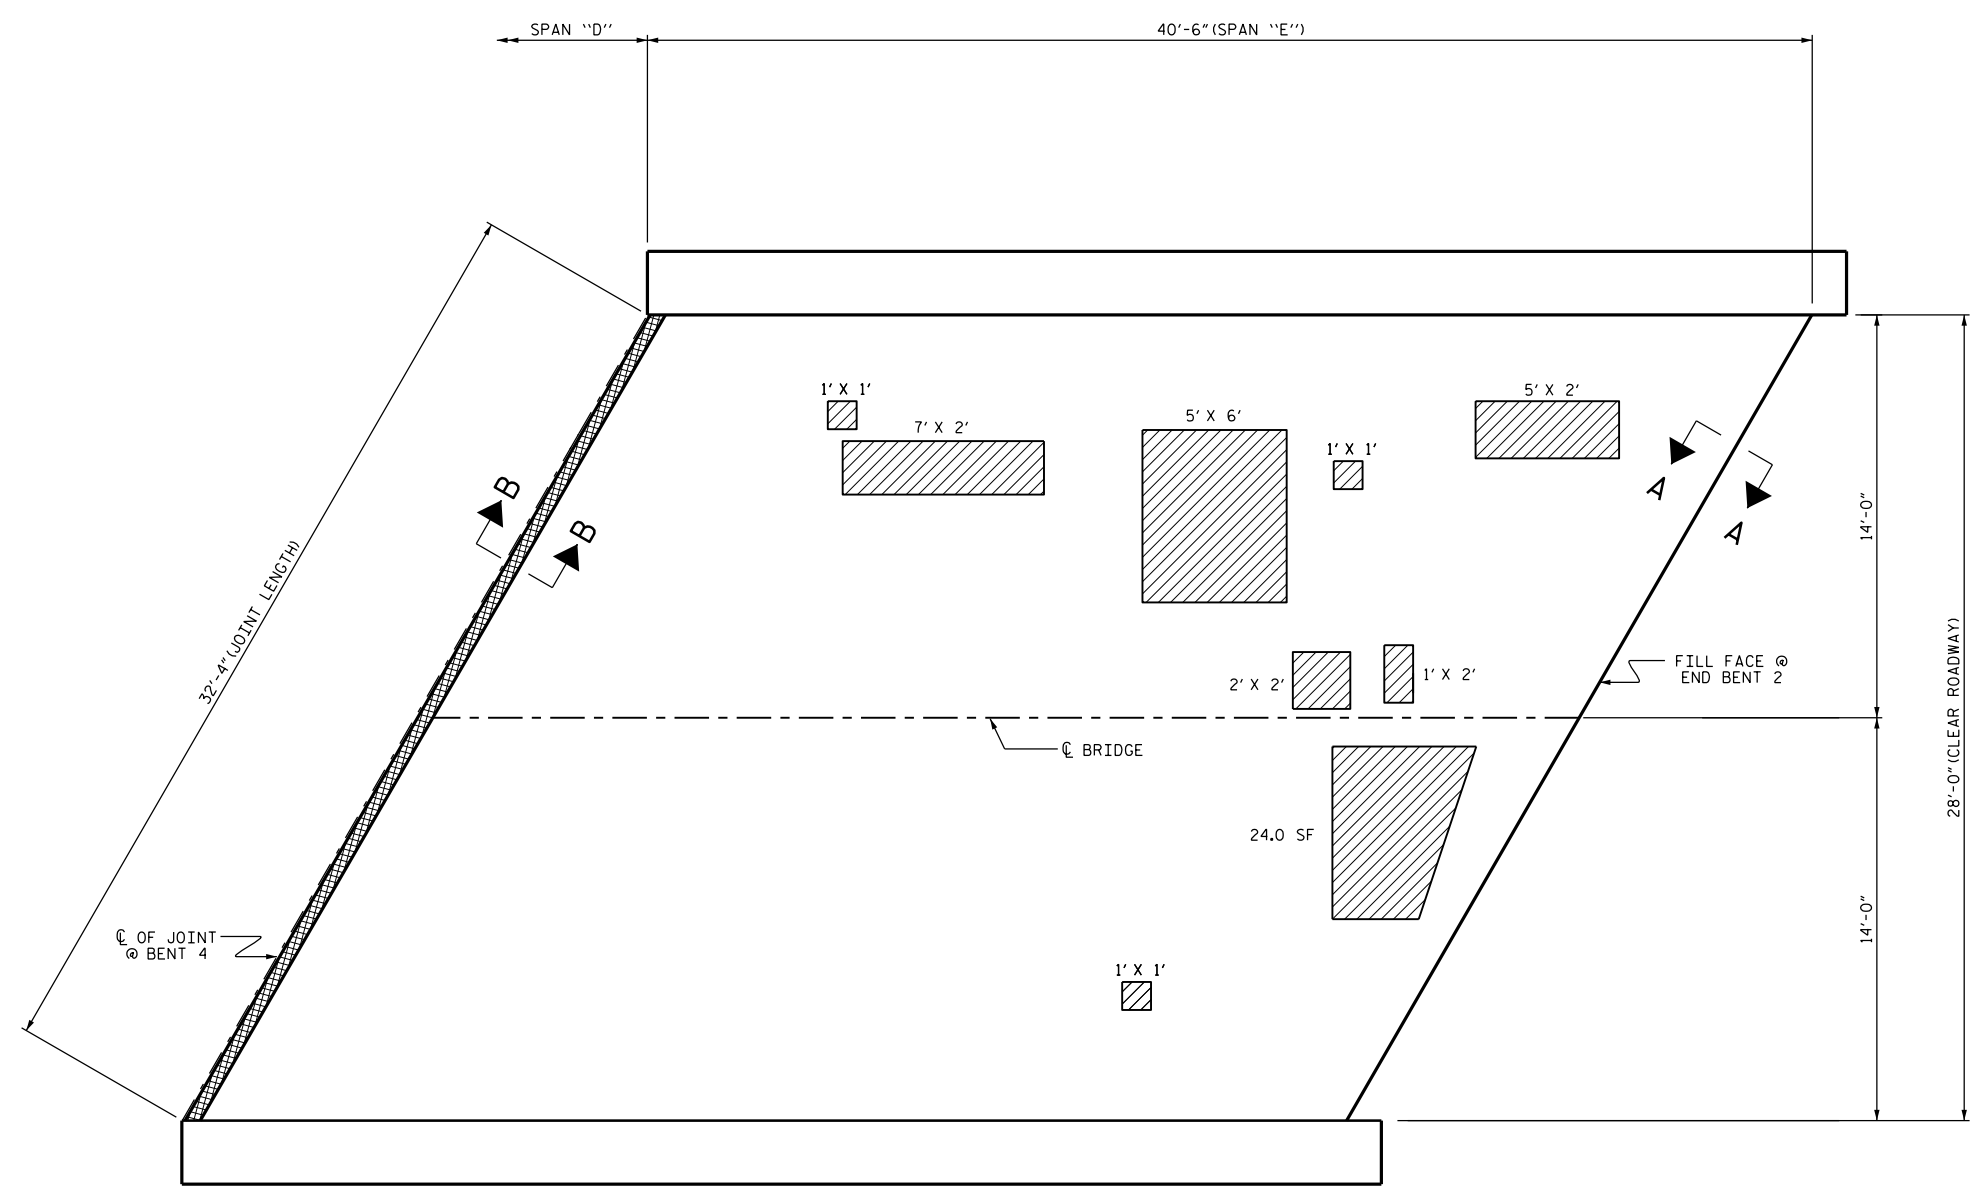 SPAN ``D''
40'-6"(SPAN ``E'')
1' X 1'
7' X 2'
5' X 6'
1' X 1'
5' X 2'
B
B
A
A
14'-0"
32'-4"(JOINT LENGTH)
28'-0"(CLEAR ROADWAY)
FILL FACE @
END BENT 2
2' X 2'
1' X 2'
℄ BRIDGE
24.0 SF
14'-0"
℄ OF JOINT
@ BENT 4
1' X 1'